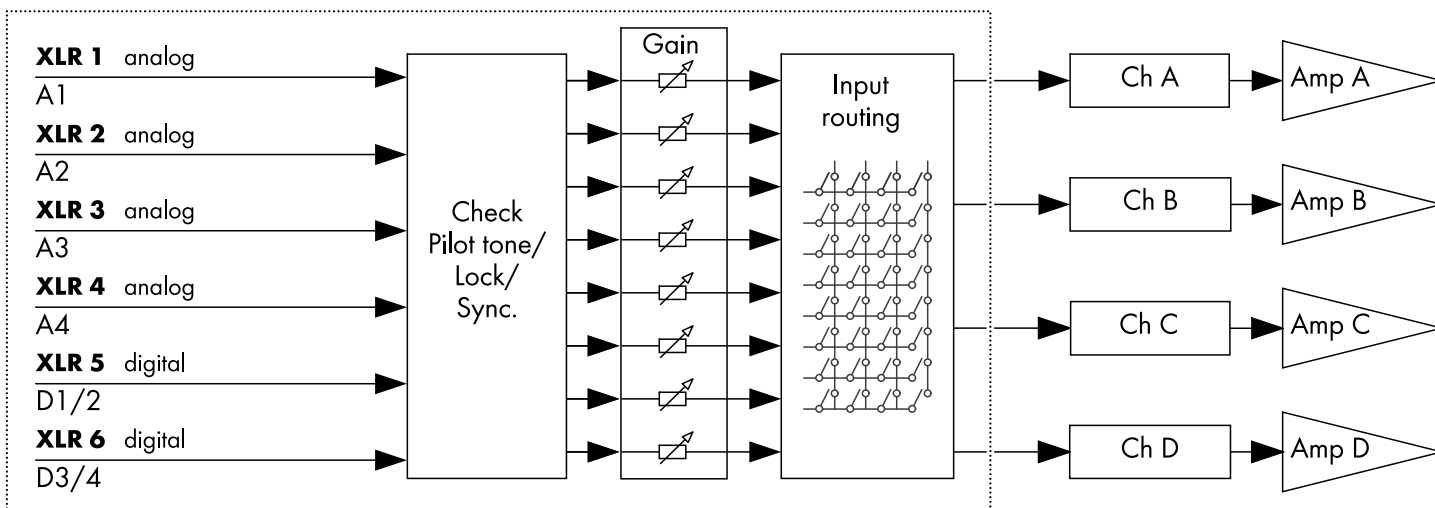 XLR 1 analog
A1
XLR 2 analog
A2
XLR 3 analog
A3
XLR 4 analog
A4
XLR 5 digital
D1/2
XLR 6 digital
D3/4
Check
Pilot tone/
Lock/
Sync.
Gain
Input
routing
Ch A
Amp A
Ch B
Amp B
Ch C
Amp C
Ch D
Amp D